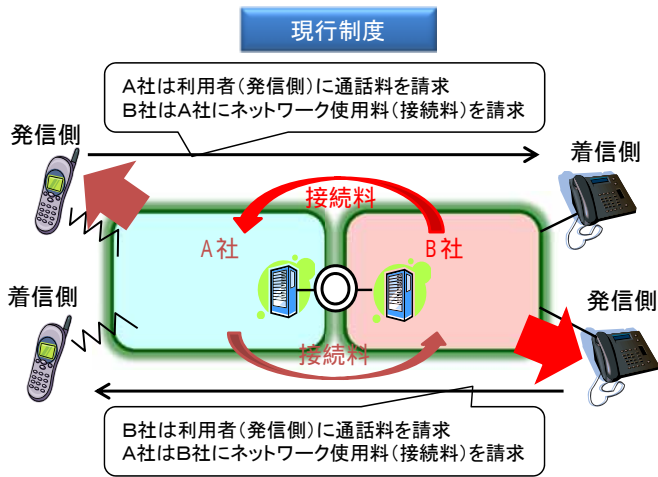 現行制度
A社は利用者(発信側)に通話料を請求
B社はA社にネットワーク使用料(接続料)を請求
発信側
着信側
接続料
A社
B社
着信側
発信側
接続料
B社は利用者(発信側)に通話料を請求
A社はB社にネットワーク使用料(接続料)を請求